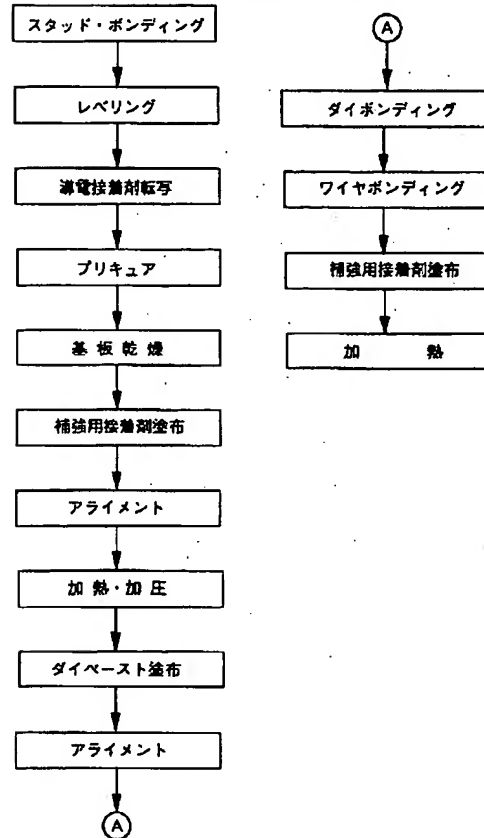 スタッド・ボンディング
レベリング
導電接着剤転写
プリキュア
基板乾燥
補強用接着剤塗布
アライメント
加熱・加圧
ダイペースト塗布
アライメント
A
A
ダイボンディング
ワイヤボンディング
補強用接着剤塗布
加熱